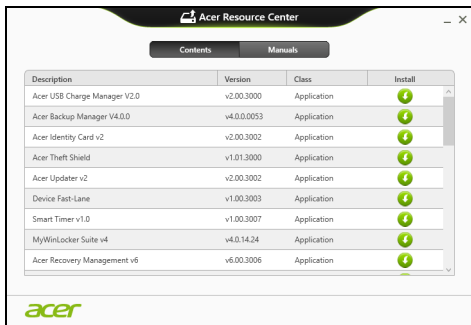 Acer Resource Center
Contents Manuals
Description Version Class Install
Acer USB Charge Manager V2.0 v2.00.3000 Application
Acer Backup Manager V4.0.0 v4.0.0.0053 Application
Acer Identity Card v2 v2.00.3002 Application
Acer Theft Shield v1.01.3000 Application
Acer Updater v2 v2.00.3002 Application
Device Fast-Lane v1.00.3003 Application
Smart Timer v1.0 v1.00.3007 Application
MyWinLocker Suite v4 v4.0.14.24 Application
Acer Recovery Management v6 v6.00.3006 Application
acer